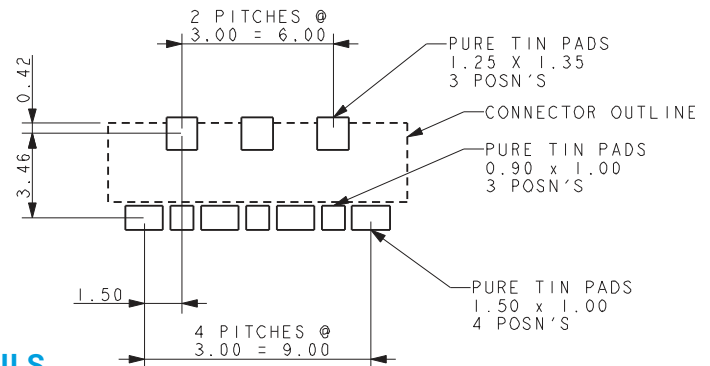 2 PITCHES @
3.00 = 6.00
PURE TIN PADS
1.25 X 1.35
3 POSN'S
0.42
CONNECTOR OUTLINE
PURE TIN PADS
0.90 x 1.00
3 POSN'S
3.46
PURE TIN PADS
1.50 x 1.00
4 POSN'S
1.50
4 PITCHES @
3.00 = 9.00